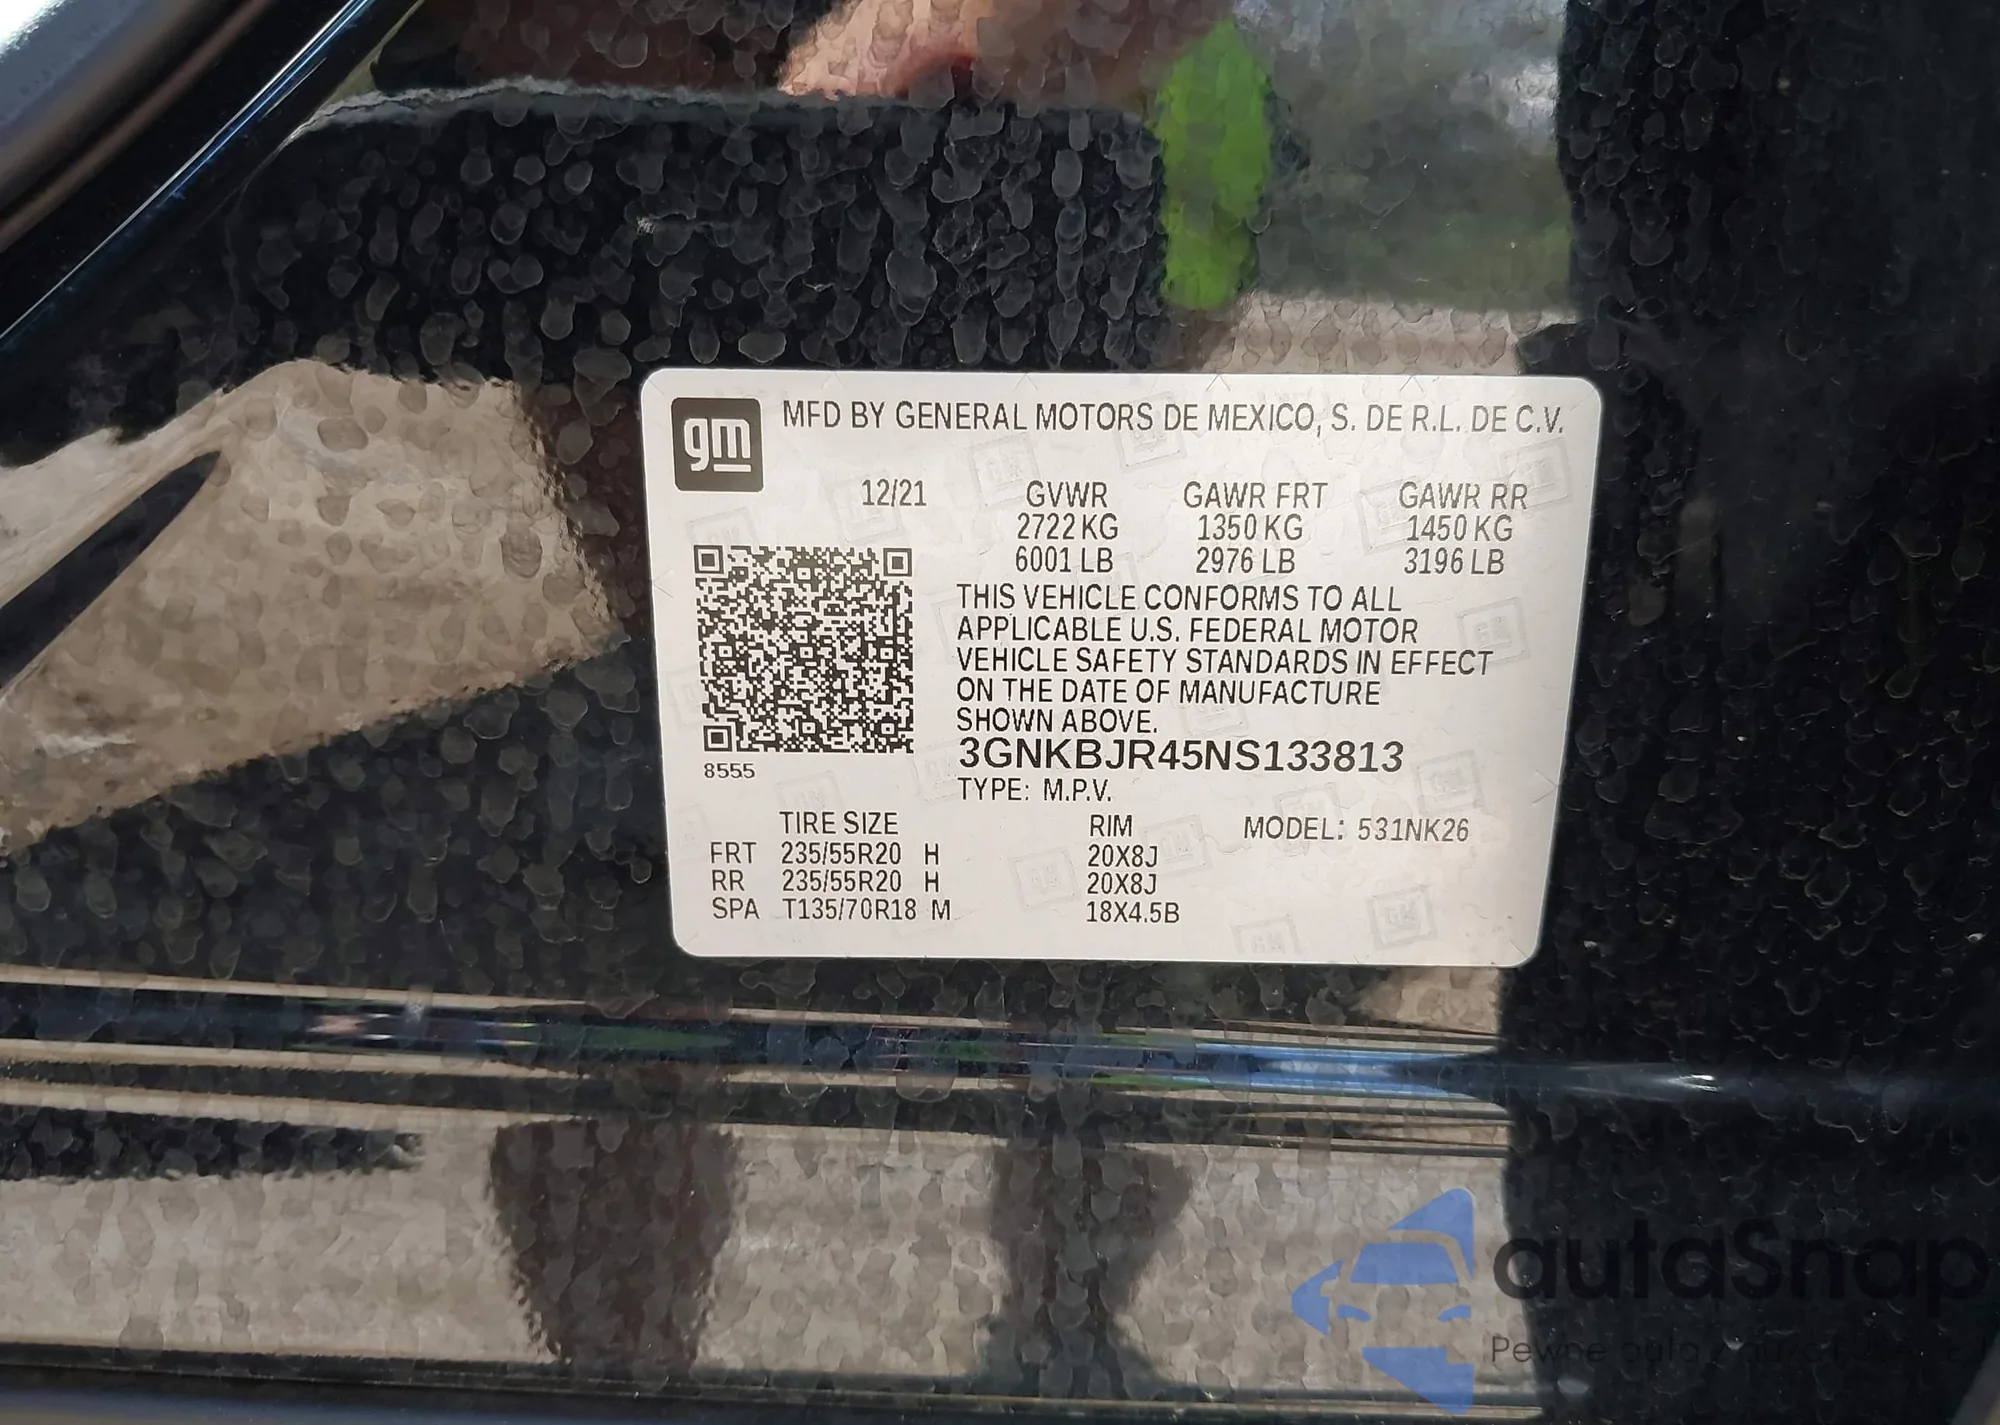 gm MFD BY GENERAL MOTORS DE MEXICO, S. DE R.L. DE C.V.
12/21 GVWR GAWR FRT GAWR RR
2722 KG 1350 KG 1450 KG
6001 LB 2976 LB 3196 LB
THIS VEHICLE CONFORMS TO ALL
APPLICABLE U.S. FEDERAL MOTOR
VEHICLE SAFETY STANDARDS IN EFFECT
ON THE DATE OF MANUFACTURE
SHOWN ABOVE.
8555
3GNKBJR45NS133813
TYPE: M.P.V.
TIRE SIZE RIM MODEL: 531NK26
FRT 235/55R20 H 20X8J
RR 235/55R20 H 20X8J
SPA T135/70R18 M 18X4.5B
autaSnap
Pewne auta z